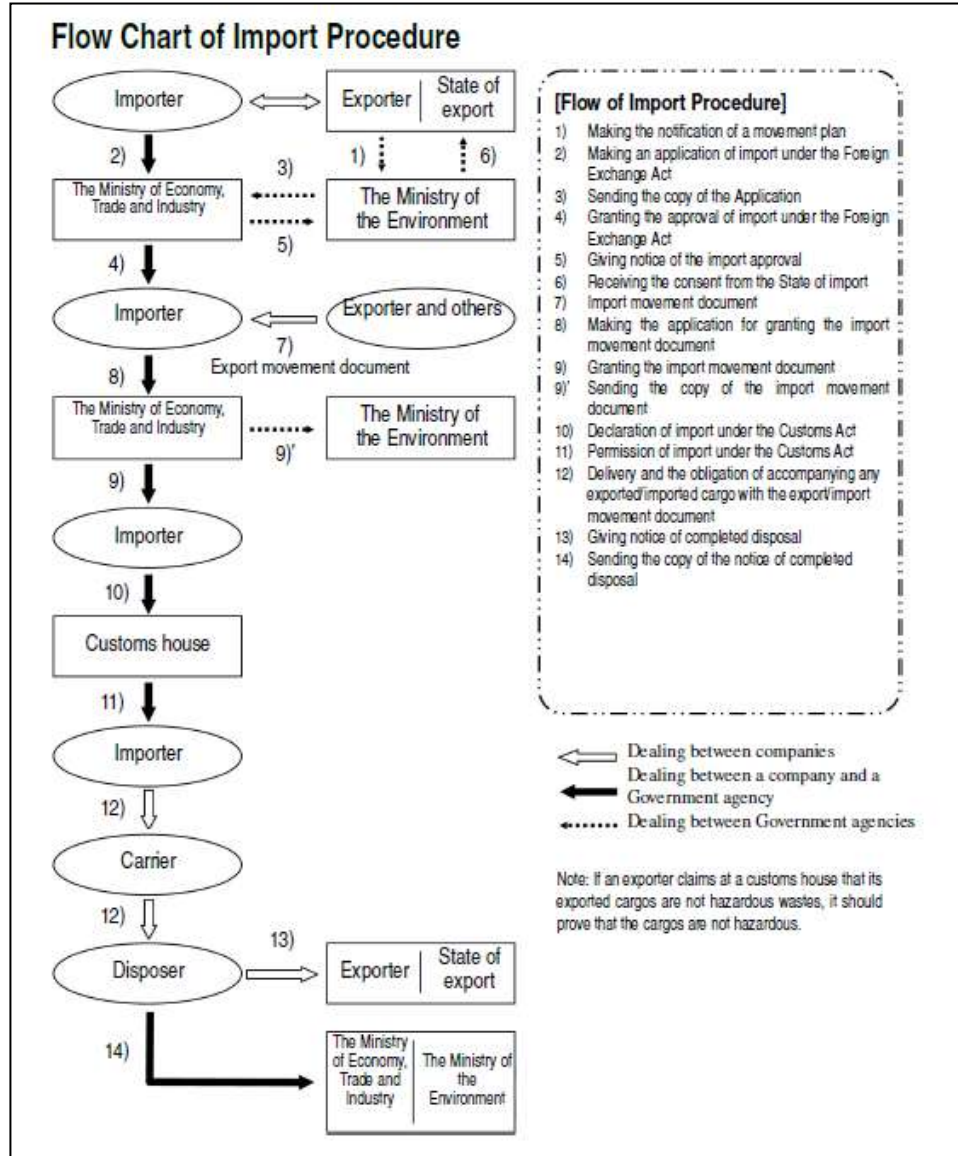 Flow Chart of Import Procedure
Importer
Exporter
State of
export
2)
3)
1)
6)
The Ministry of Economy,
Trade and Industry
The Ministry of
the Environment
5)
4)
Importer
Exporter and others
7)
Export movement document
8)
The Ministry of Economy,
Trade and Industry
The Ministry of
the Environment
9)'
9)
Importer
10)
Customs house
11)
Importer
12)
Carrier
12)
13)
Disposer
Exporter
State of
export
14)
The Ministry
of Economy,
Trade and
Industry
The Ministry of
the
Environment
[Flow of Import Procedure]
1) Making the notification of a movement plan
2) Making an application of import under the Foreign
Exchange Act
3) Sending the copy of the Application
4) Granting the approval of import under the Foreign
Exchange Act
5) Giving notice of the import approval
6) Receiving the consent from the State of import
7) Import movement document
8) Making the application for granting the import
movement document
9) Granting the import movement document
9)' Sending the copy of the import movement
document
10) Declaration of import under the Customs Act
11) Permission of import under the Customs Act
12) Delivery and the obligation of accompanying any
exported/imported cargo with the export/import
movement document
13) Giving notice of completed disposal
14) Sending the copy of the notice of completed
disposal
Dealing between companies
Dealing between a company and a
Government agency
Dealing between Government agencies
Note: If an exporter claims at a customs house that its
exported cargos are not hazardous wastes, it should
prove that the cargos are not hazardous.